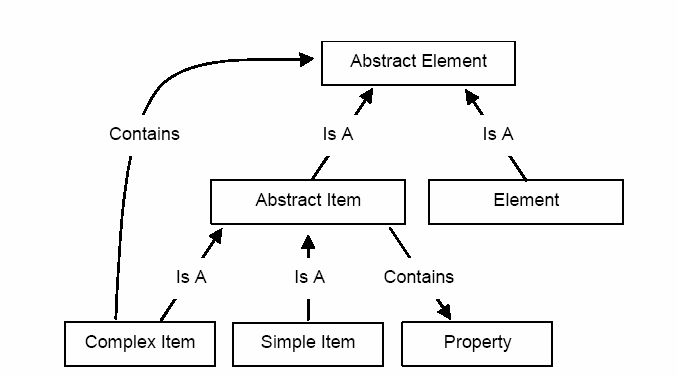 Abstract Element
Contains
Is A
Is A
Abstract Item
Element
Is A
Is A
Contains
Complex Item
Simple Item
Property